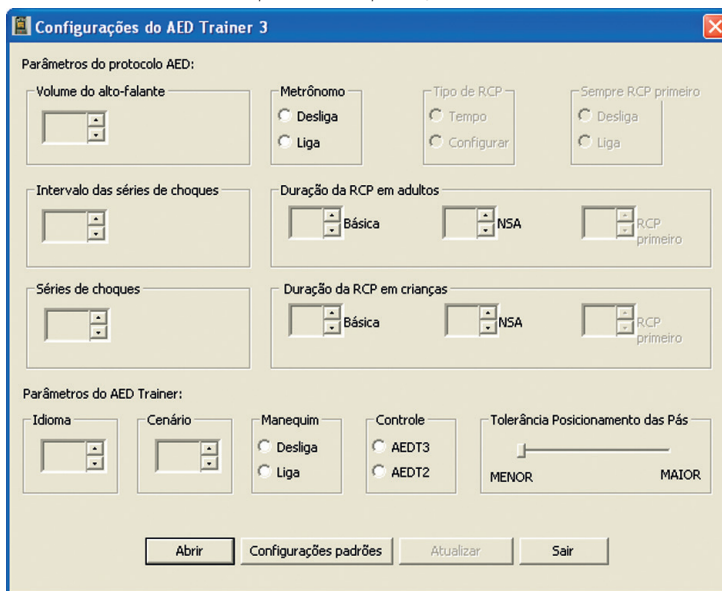 Configurações do AED Trainer 3
Parâmetros do protocolo AED:
Volume do alto-falante
Metrônomo
Desliga
Liga
Tipo de RCP
Tempo
Configurar
Sempre RCP primeiro
Desliga
Liga
Intervalo das séries de choques
Duração da RCP em adultos
Básica
NSA
RCP
primeiro
Séries de choques
Duração da RCP em crianças
Básica
NSA
RCP
primeiro
Parâmetros do AED Trainer:
Idioma
Cenário
Manequim
Desliga
Liga
Controle
AEDT3
AEDT2
Tolerância Posicionamento das Pás
MENOR MAIOR
Abrir Configurações padrões Atualizar Sair